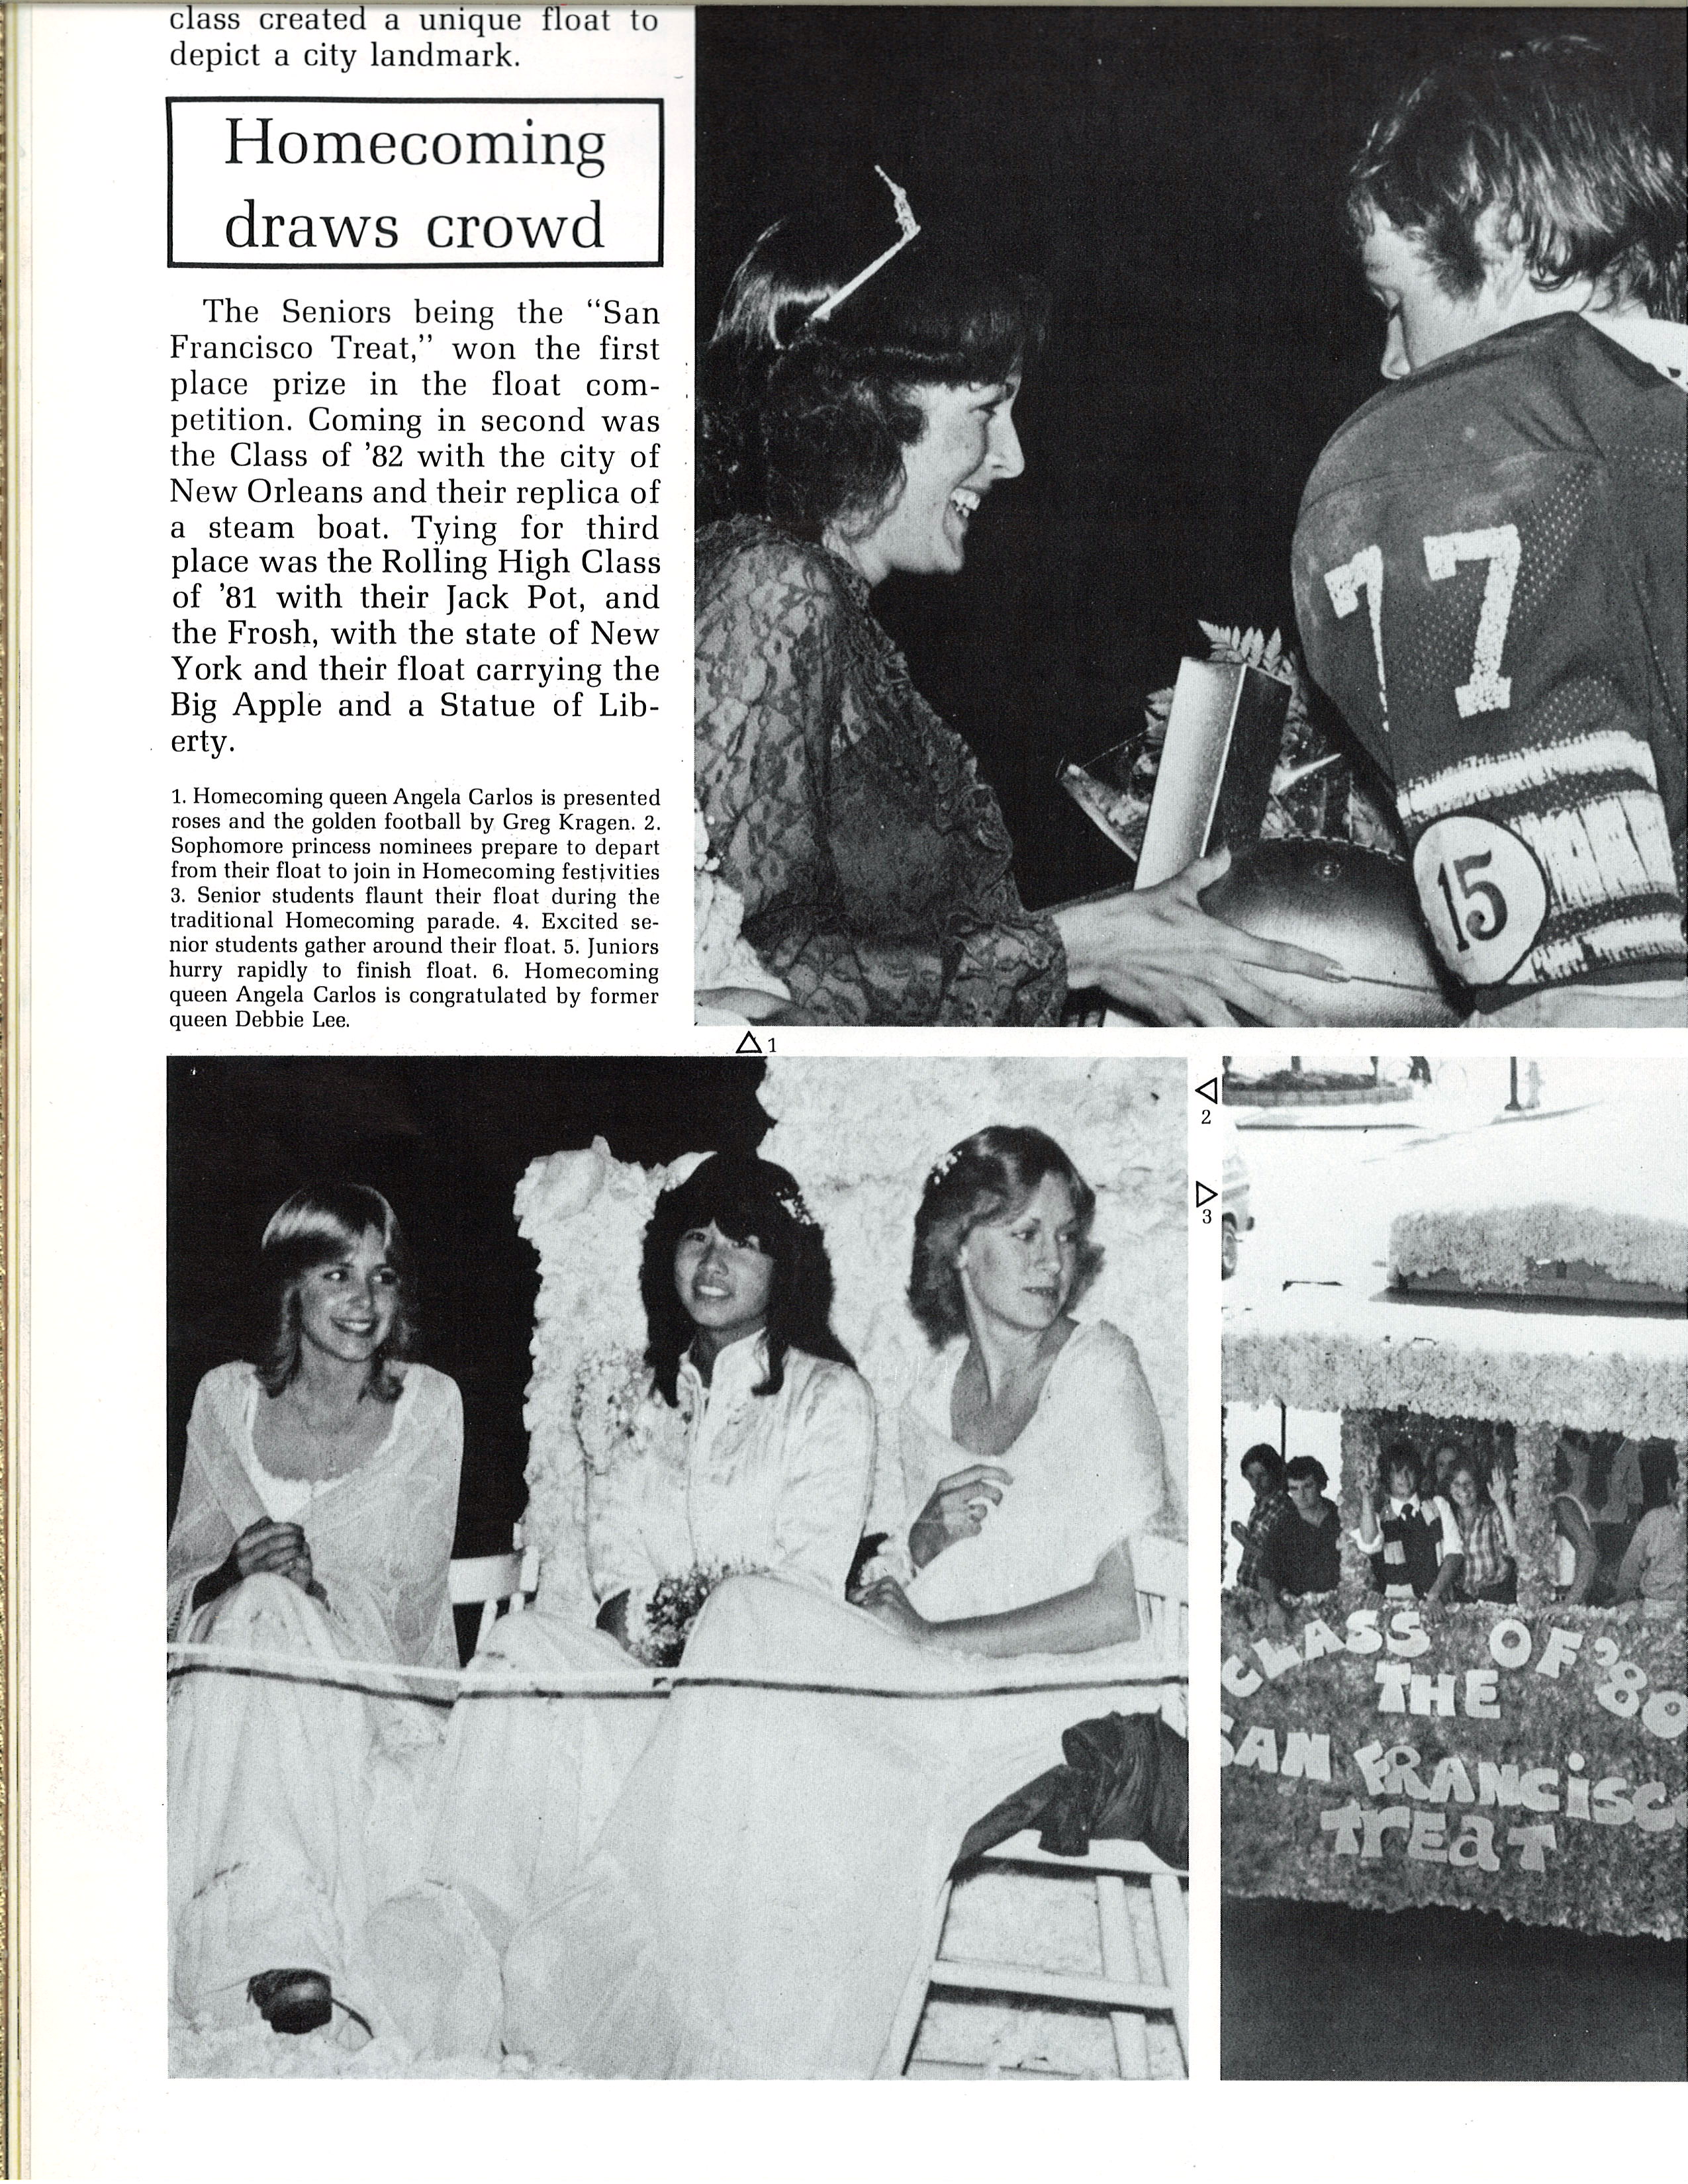 class created a unique float to
depict a city landmark.
Homecoming
draws crowd
The Seniors being the “San
Francisco Treat,” won the first
place prize in the float com-
petition. Coming in second was
the Class of ’82 with the city of
New Orleans and their replica of
a steam boat. Tying for third
place was the Rolling High Class
of ’81 with their Jack Pot, and
the Frosh, with the state of New
York and their float carrying the
Big Apple and a Statue of Lib-
erty.
1. Homecoming queen Angela Carlos is presented
roses and the golden football by Greg Kragen. 2.
Sophomore princess nominees prepare to depart
from their float to join in Homecoming festivities
3. Senior students flaunt their float during the
traditional Homecoming parade. 4. Excited se-
nior students gather around their float. 5. Juniors
hurry rapidly to finish float. 6. Homecoming
queen Angela Carlos is congratulated by former
queen Debbie Lee.
77
15
△ 1
◁
2
▷
3
CLASS OF ’80
THE
SAN FRANCiSCO
TrEaT